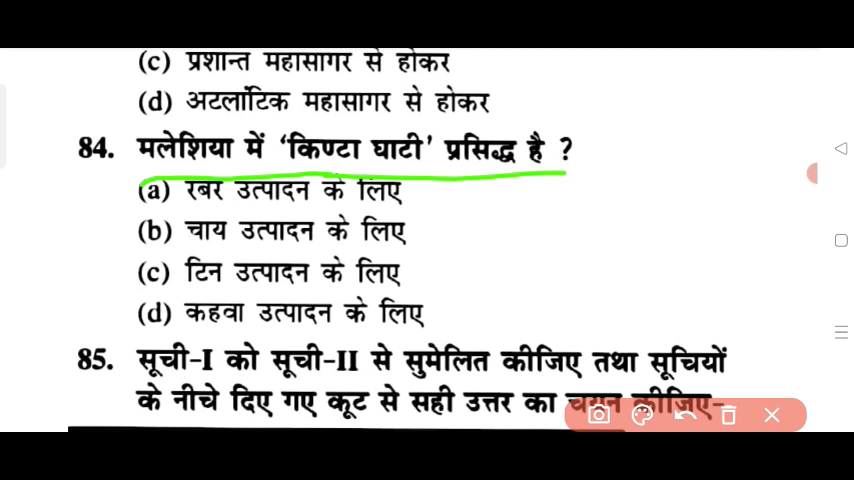 (c) प्रशान्त महासागर से होकर
(d) अटलांटिक महासागर से होकर
84. मलेशिया में ‘किण्टा घाटी’ प्रसिद्ध है ?
(a) रबर उत्पादन के लिए
(b) चाय उत्पादन के लिए
(c) टिन उत्पादन के लिए
(d) कहवा उत्पादन के लिए
85. सूची-I को सूची-II से सुमेलित कीजिए तथा सूचियों
के नीचे दिए गए कूट से सही उत्तर का चयन कीजिए-